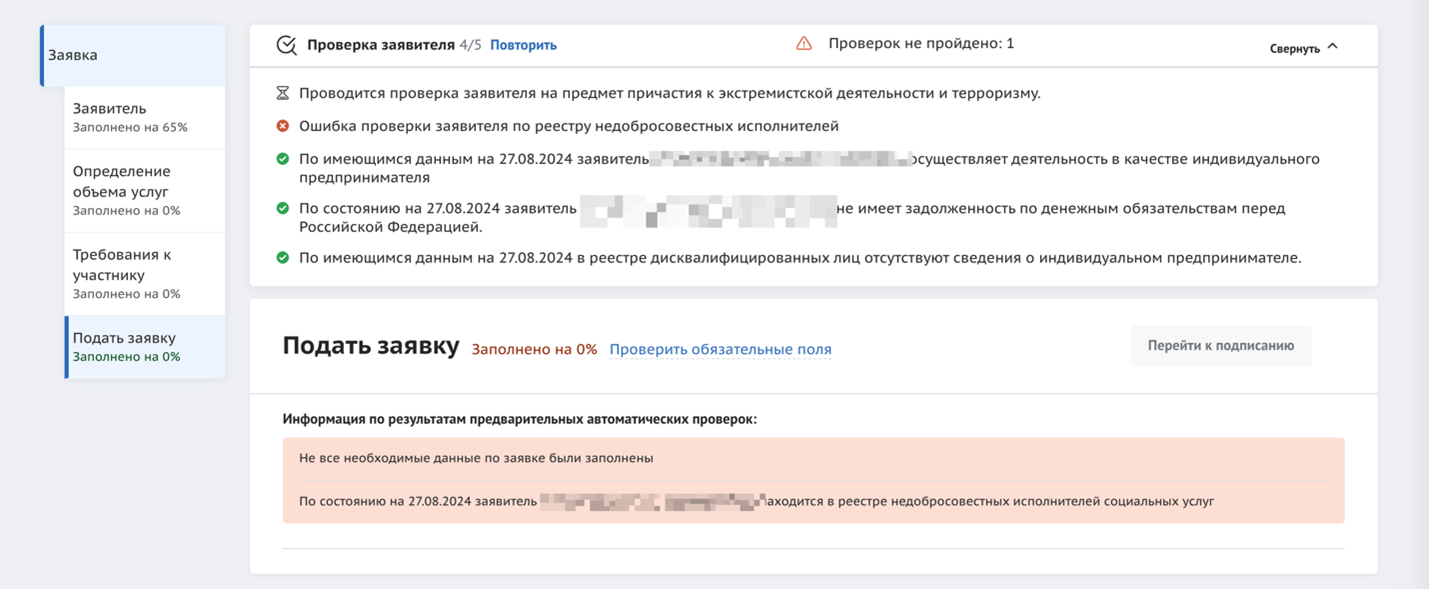 Заявка
Заявитель
Заполнено на 65%
Определение
объема услуг
Заполнено на 0%
Требования к
участнику
Заполнено на 0%
Подать заявку
Заполнено на 0%
Проверка заявителя 4/5 Повторить
Проверок не пройдено: 1
Свернуть
Проводится проверка заявителя на предмет причастия к экстремистской деятельности и терроризму.
Ошибка проверки заявителя по реестру недобросовестных исполнителей
По имеющимся данным на 27.08.2024 заявитель осуществляет деятельность в качестве индивидуального
предпринимателя
По состоянию на 27.08.2024 заявитель не имеет задолженность по денежным обязательствам перед
Российской Федерацией.
По имеющимся данным на 27.08.2024 в реестре дисквалифицированных лиц отсутствуют сведения о индивидуальном предпринимателе.
Подать заявку Заполнено на 0% Проверить обязательные поля
Перейти к подписанию
Информация по результатам предварительных автоматических проверок:
Не все необходимые данные по заявке были заполнены
По состоянию на 27.08.2024 заявитель находится в реестре недобросовестных исполнителей социальных услуг